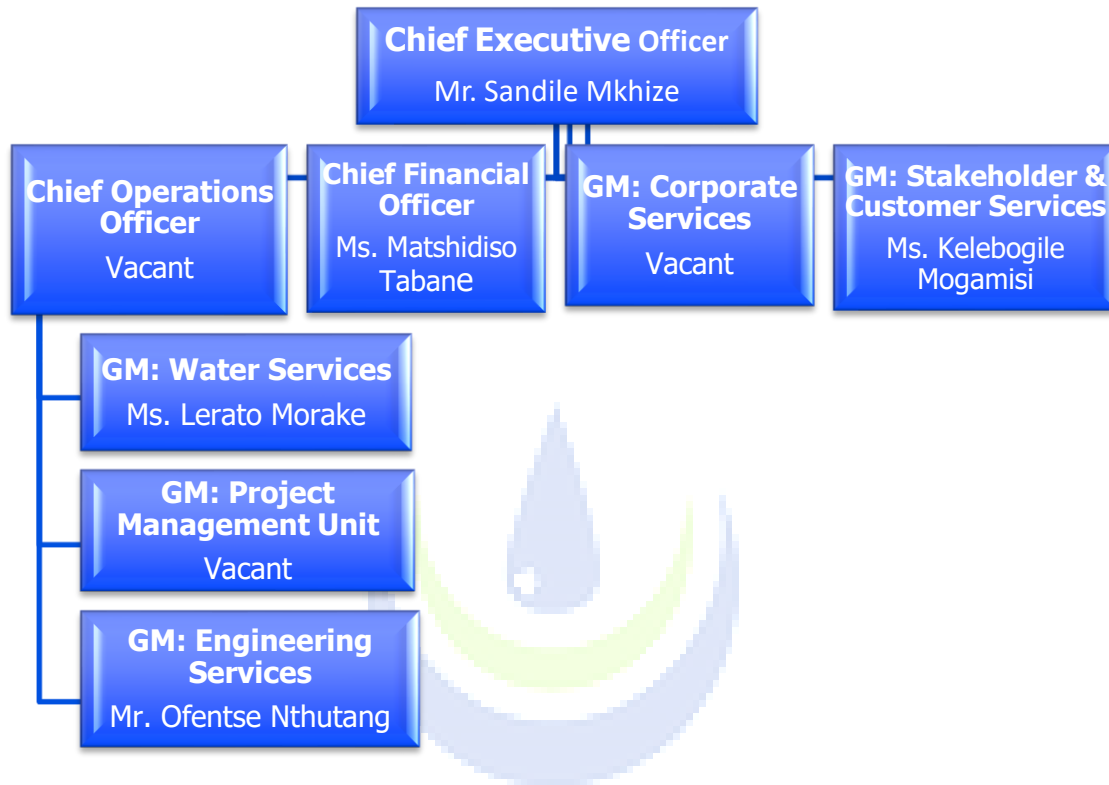 Chief Executive Officer
Mr. Sandile Mkhize
Chief Operations
Officer
Vacant
Chief Financial
Officer
Ms. Matshidiso
Tabane
GM: Corporate
Services
Vacant
GM: Stakeholder &
Customer Services
Ms. Kelebogile
Mogamisi
GM: Water Services
Ms. Lerato Morake
GM: Project
Management Unit
Vacant
GM: Engineering
Services
Mr. Ofentse Nthutang